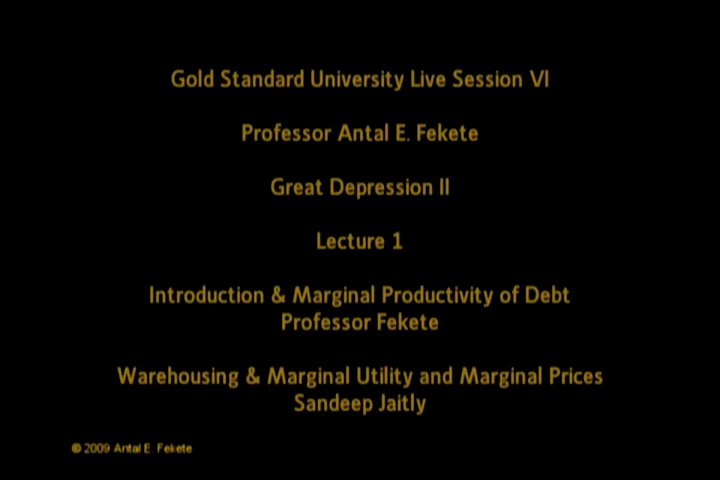 Gold Standard University Live Session VI
Professor Antal E. Fekete
Great Depression II
Lecture 1
Introduction & Marginal Productivity of Debt
Professor Fekete
Warehousing & Marginal Utility and Marginal Prices
Sandeep Jaitly
© 2009 Antal E. Fekete